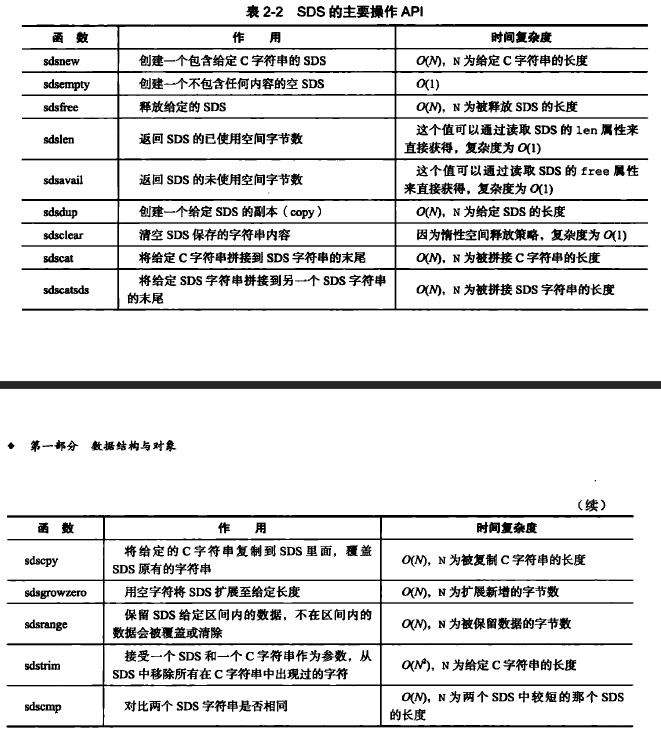 表 2-2 SDS 的主要操作 API
函 数 作 用 时间复杂度
sdsnew 创建一个包含给定 C 字符串的 SDS O(N)，N 为给定 C 字符串的长度
sdsempty 创建一个不包含任何内容的空 SDS O(1)
sdsfree 释放给定的 SDS O(N)，N 为被释放 SDS 的长度
sdslen 返回 SDS 的已使用空间字节数 这个值可以通过读取 SDS 的 len 属性来
直接获得，复杂度为 O(1)
sdsavail 返回 SDS 的未使用空间字节数 这个值可以通过读取 SDS 的 free 属性
来直接获得，复杂度为 O(1)
sdsdup 创建一个给定 SDS 的副本（copy） O(N)，N 为给定 SDS 的长度
sdsclear 清空 SDS 保存的字符串内容 因为惰性空间释放策略，复杂度为 O(1)
sdscat 将给定 C 字符串拼接到 SDS 字符串的末尾 O(N)，N 为被拼接 C 字符串的长度
sdscatsds 将给定 SDS 字符串拼接到另一个 SDS 字符串
的末尾 O(N)，N 为被拼接 SDS 字符串的长度
◆ 第一部分 数据结构与对象
（续）
函 数 作 用 时间复杂度
sdscpy 将给定的 C 字符串复制到 SDS 里面，覆盖
SDS 原有的字符串 O(N)，N 为被复制 C 字符串的长度
sdsgrowzero 用空字符将 SDS 扩展至给定长度 O(N)，N 为扩展新增的字节数
sdsrange 保留 SDS 给定区间内的数据，不在区间内的
数据会被覆盖或清除 O(N)，N 为被保留数据的字节数
sdstrim 接受一个 SDS 和一个 C 字符串作为参数，从
SDS 中移除所有在 C 字符串中出现过的字符 O(N²)，N 为给定 C 字符串的长度
sdscmp 对比两个 SDS 字符串是否相同 O(N)，N 为两个 SDS 中较短的那个 SDS
的长度